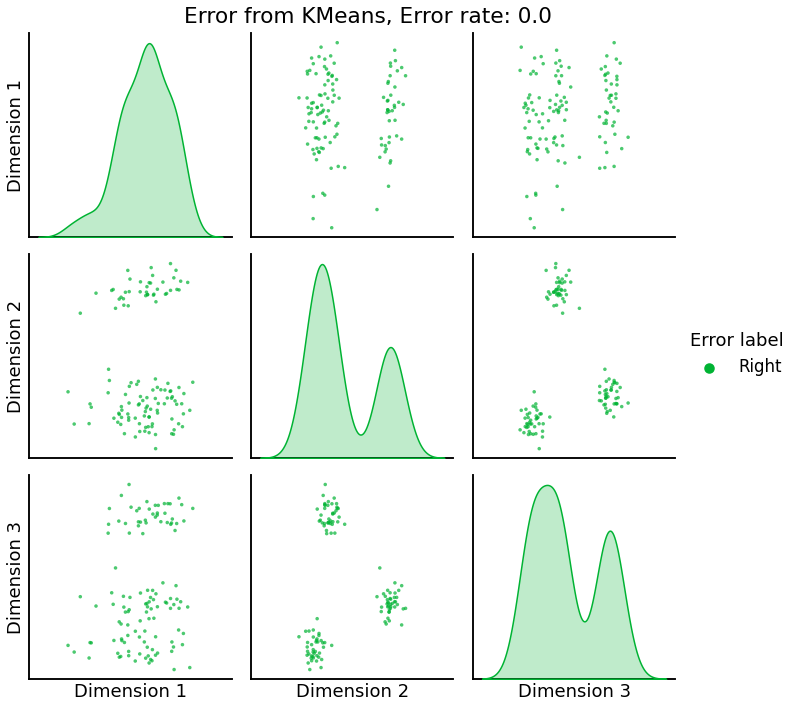 Error from KMeans, Error rate: 0.0
Dimension 1
Dimension 2
Error label
Right
Dimension 3
Dimension 1
Dimension 2
Dimension 3